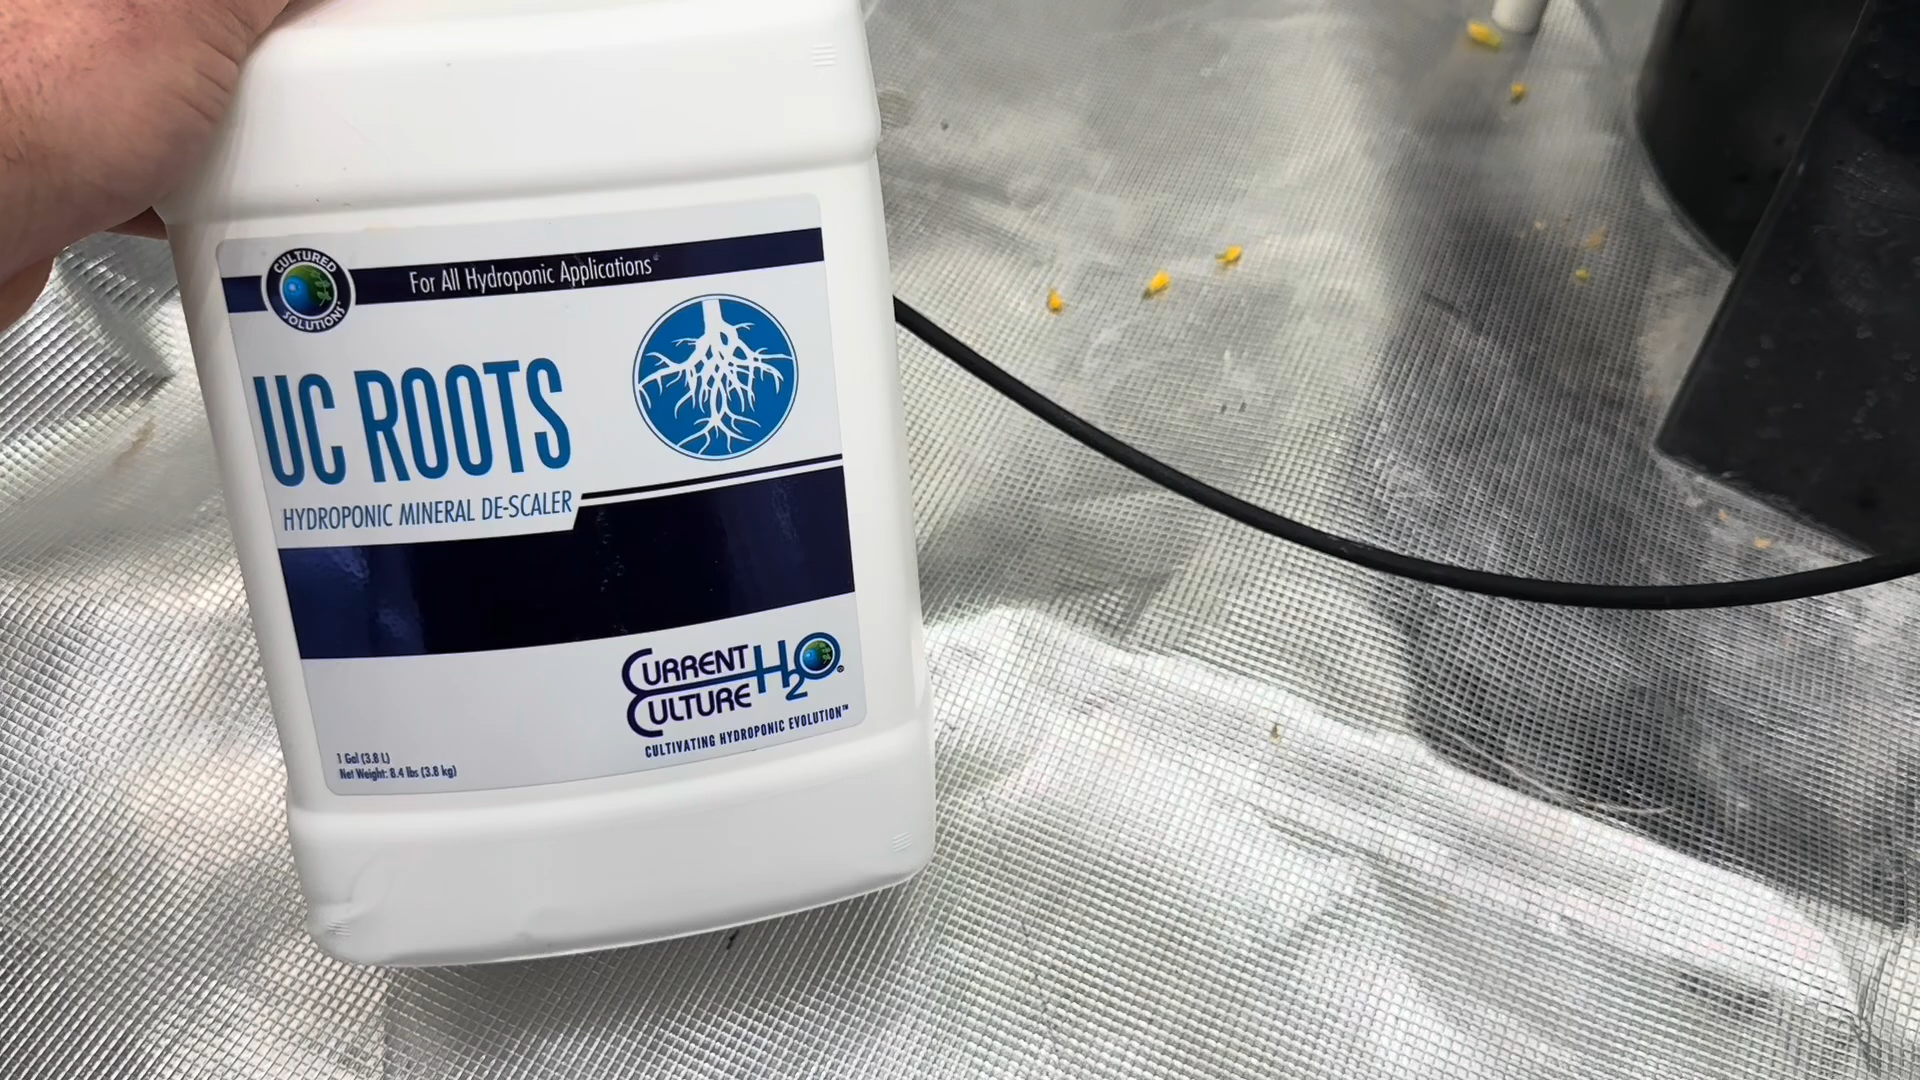 CULTURED
SOLUTIONS®
For All Hydroponic Applications
UC ROOTS
HYDROPONIC MINERAL DE-SCALER
CURRENT
CULTURE
H2O®
CULTIVATING HYDROPONIC EVOLUTION™
1 Gal (3.8 L)
Net Weight: 8.4 lbs (3.8 kg)